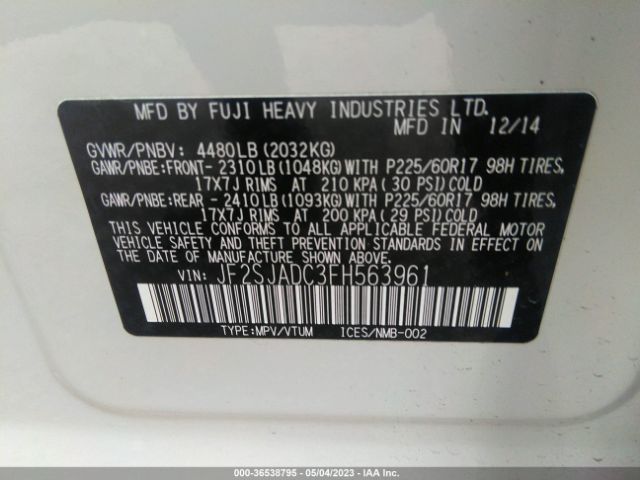 MFD BY FUJI HEAVY INDUSTRIES LTD.
MFD IN 12/14
GVWR/PNBV: 4480LB (2032KG)
GAWR/PNBE:FRONT- 2310 LB (1048KG) WITH P225/60R17 98H TIRES,
17X7J RIMS AT 210 KPA (30 PSI) COLD
GAWR/PNBE:REAR - 2410 LB (1093KG) WITH P225/60R17 98H TIRES,
17X7J RIMS AT 200 KPA (29 PSI) COLD
THIS VEHICLE CONFORMS TO ALL APPLICABLE FEDERAL MOTOR
VEHICLE SAFETY AND THEFT PREVENTION STANDARDS IN EFFECT ON
THE DATE OF MANUFACTURE SHOWN ABOVE.
VIN: JF2SJADC3FH563961
TYPE:MPV/VTUM ICES/NMB-002
000-36538795 - 05/04/2023 - IAA Inc.